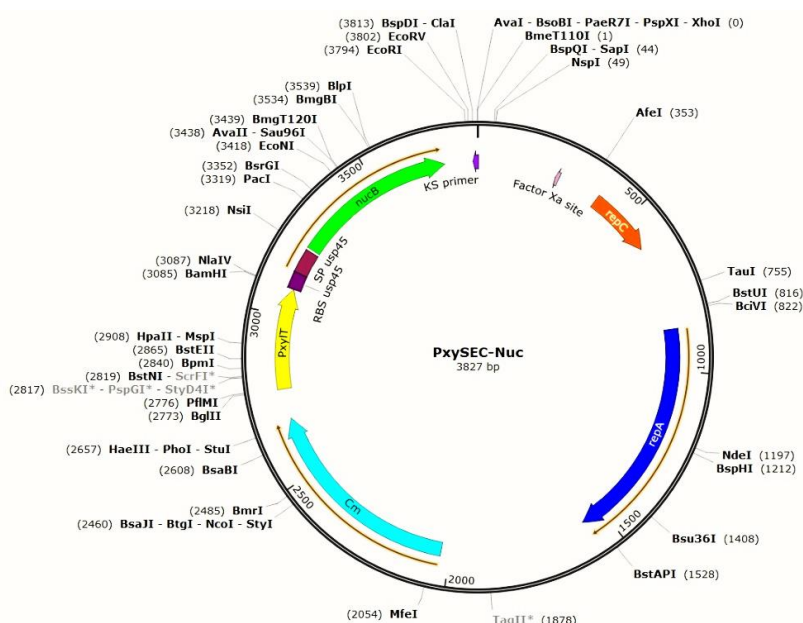 (3813) BspDI - ClaI
(3802) EcoRV
(3794) EcoRI
AvaI - BsoBI - PaeR7I - PspXI - XhoI (0)
BmeT110I (1)
BspQI - SapI (44)
NspI (49)
AfeI (353)
TauI (755)
BstUI (816)
BciVI (822)
NdeI (1197)
BspHI (1212)
Bsu36I (1408)
BstAPI (1528)
TaqII* (1878)
(2054) MfeI
(2460) BsaJI - BtgI - NcoI - StyI
(2485) BmrI
(2608) BsaBI
(2657) HaeIII - PhoI - StuI
(2773) BglII
(2776) PflMI
(2817) BssKI* - PspGI* - StyD4I*
(2819) BstNI - ScrFI*
(2840) BpmI
(2865) BstEII
(2908) HpaII - MspI
(3085) BamHI
(3087) NlaIV
(3218) NsiI
(3319) PacI
(3352) BsrGI
(3418) EcoNI
(3438) AvaII - Sau96I
(3439) BmgT120I
(3534) BmgBI
(3539) BlpI
500
1000
1500
2000
2500
3000
3500
KS primer
Factor Xa site
repC
repA
Cm
PxylT
RBS usp45
SP usp45
nucB
PxySEC-Nuc
3827 bp